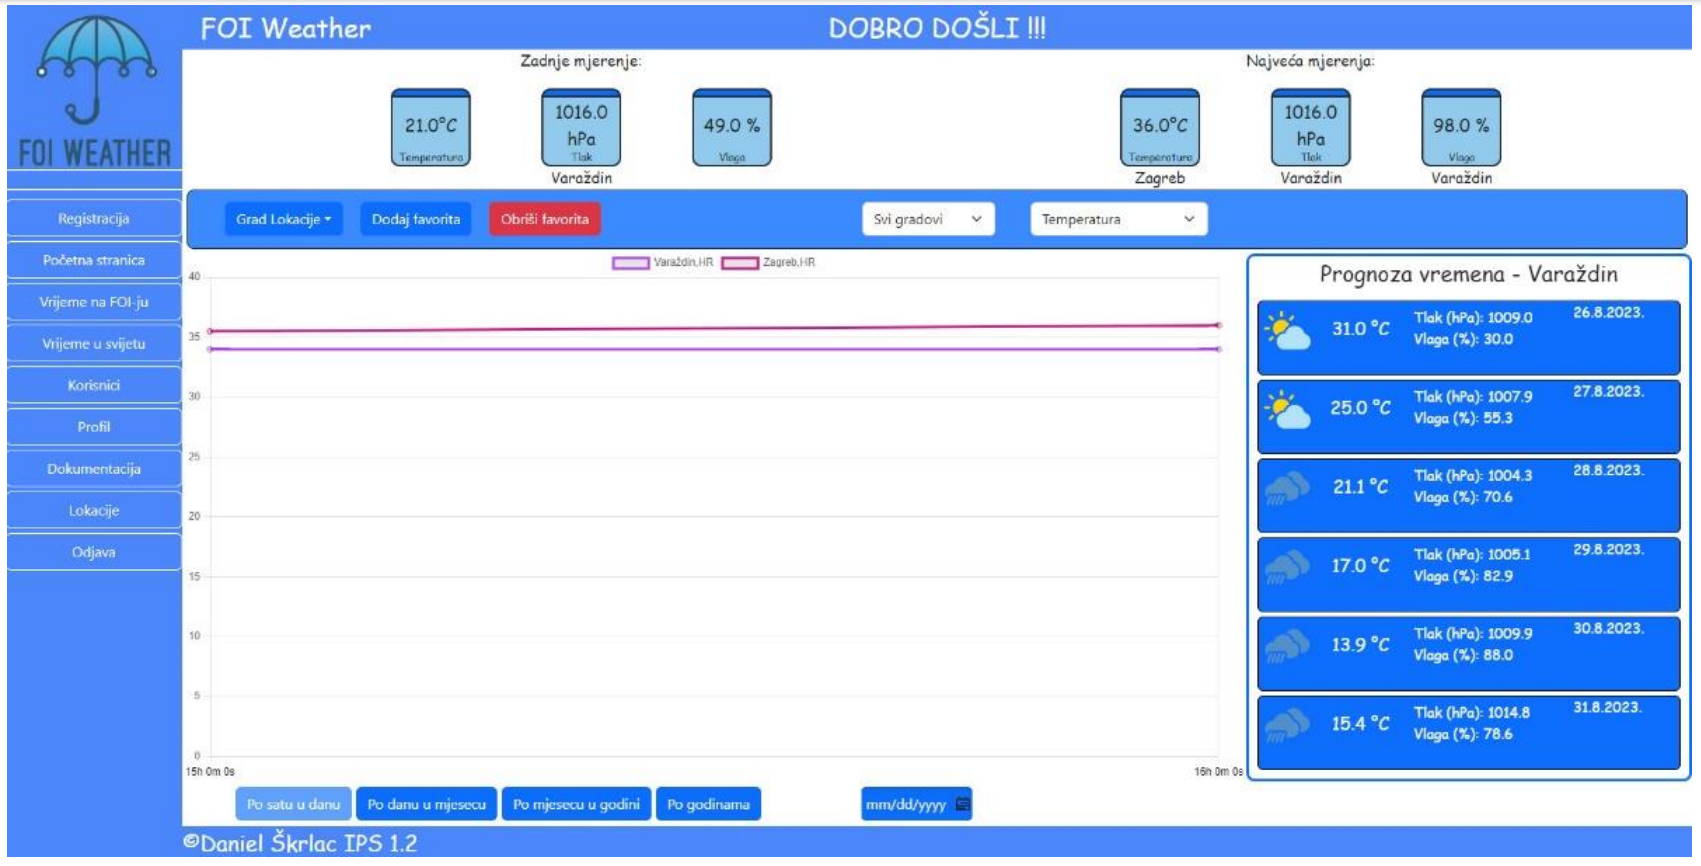 FOI WEATHER
FOI Weather
DOBRO DOŠLI !!!
Zadnje mjerenje:
21.0°C
Temperatura
1016.0
hPa
Tlak
49.0 %
Vlaga
Varaždin
Najveća mjerenja:
36.0°C
Temperatura
Zagreb
1016.0
hPa
Tlak
Varaždin
98.0 %
Vlaga
Varaždin
Registracija
Početna stranica
Vrijeme na FOI-ju
Vrijeme u svijetu
Korisnici
Profil
Dokumentacija
Lokacije
Odjava
Grad Lokacije
Dodaj favorita
Obriši favorita
Svi gradovi
Temperatura
Varaždin,HR
Zagreb,HR
40
35
30
25
20
15
10
5
0
15h 0m 0s
16h 0m 0s
Prognoza vremena - Varaždin
31.0 °C
Tlak (hPa): 1009.0
Vlaga (%): 30.0
26.8.2023.
25.0 °C
Tlak (hPa): 1007.9
Vlaga (%): 55.3
27.8.2023.
21.1 °C
Tlak (hPa): 1004.3
Vlaga (%): 70.6
28.8.2023.
17.0 °C
Tlak (hPa): 1005.1
Vlaga (%): 82.9
29.8.2023.
13.9 °C
Tlak (hPa): 1009.9
Vlaga (%): 88.0
30.8.2023.
15.4 °C
Tlak (hPa): 1014.8
Vlaga (%): 78.6
31.8.2023.
Po satu u danu
Po danu u mjesecu
Po mjesecu u godini
Po godinama
mm/dd/yyyy
©Daniel Škrlac IPS 1.2